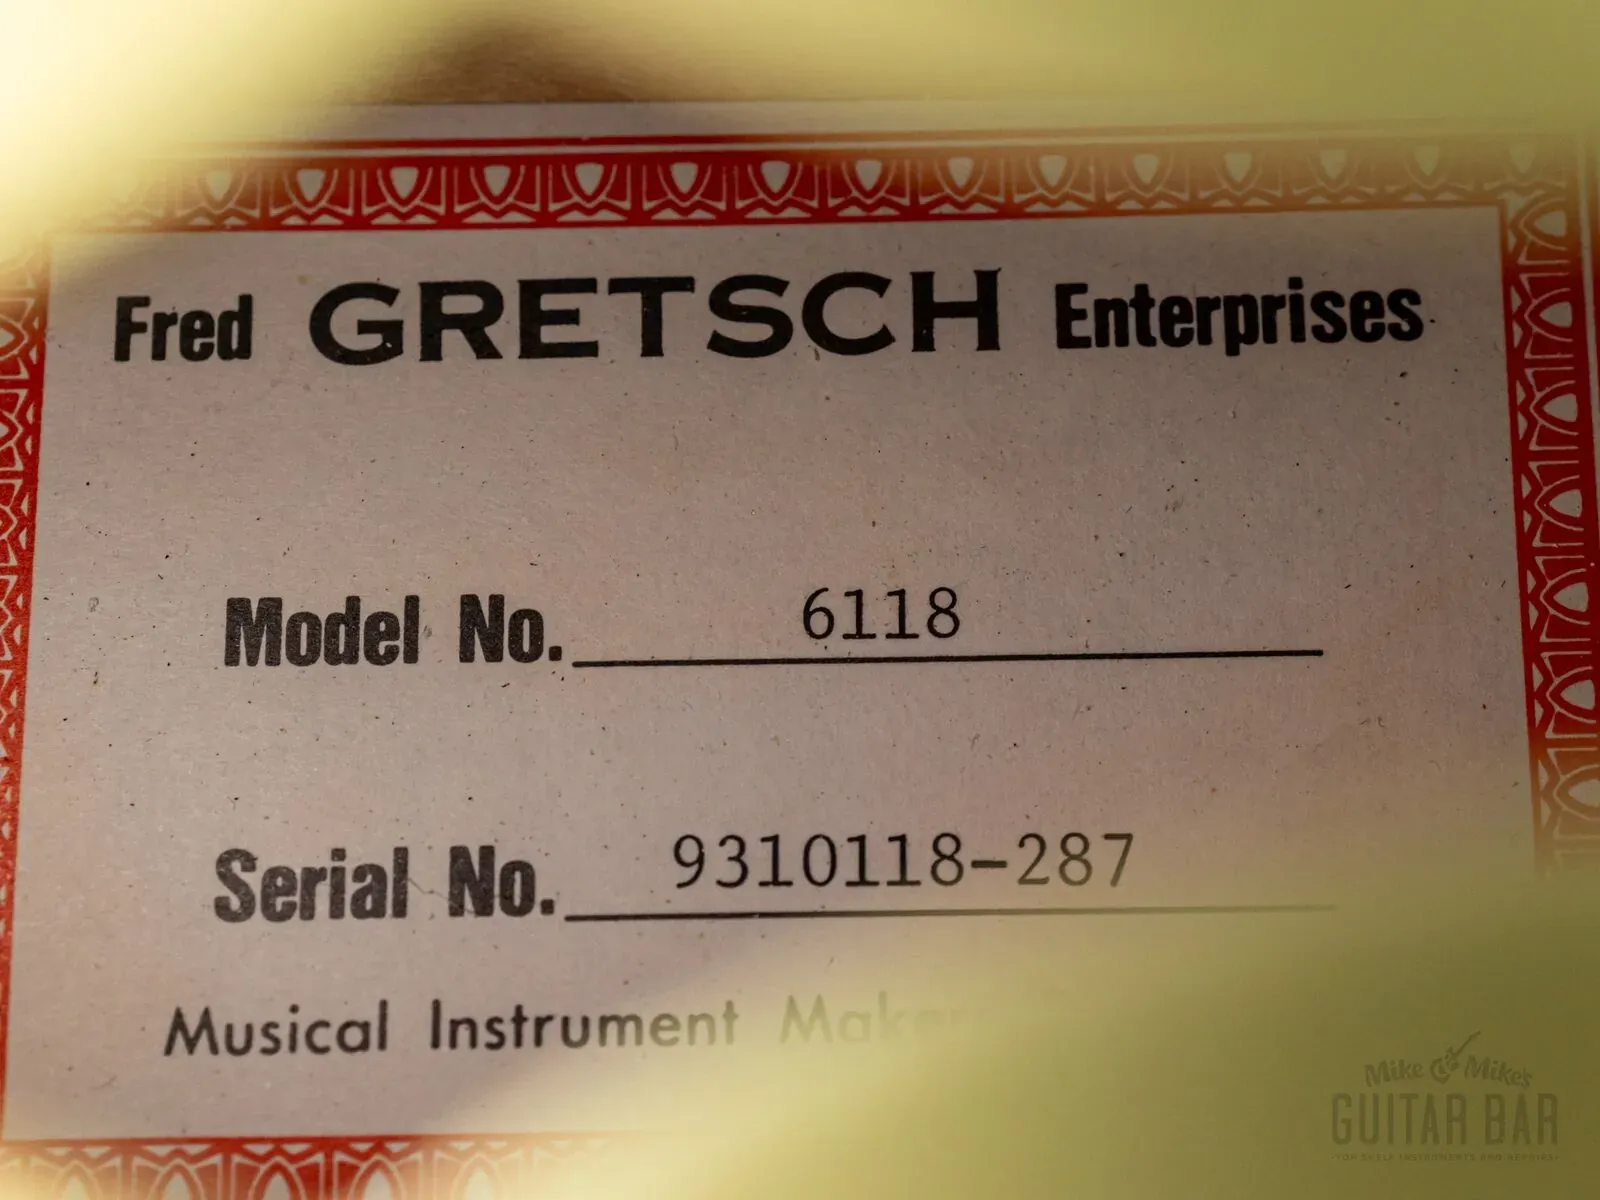 Fred GRETSCH Enterprises
Model No. 6118
Serial No. 9310118-287
Musical Instrument
Mike & Mike's
GUITAR BAR